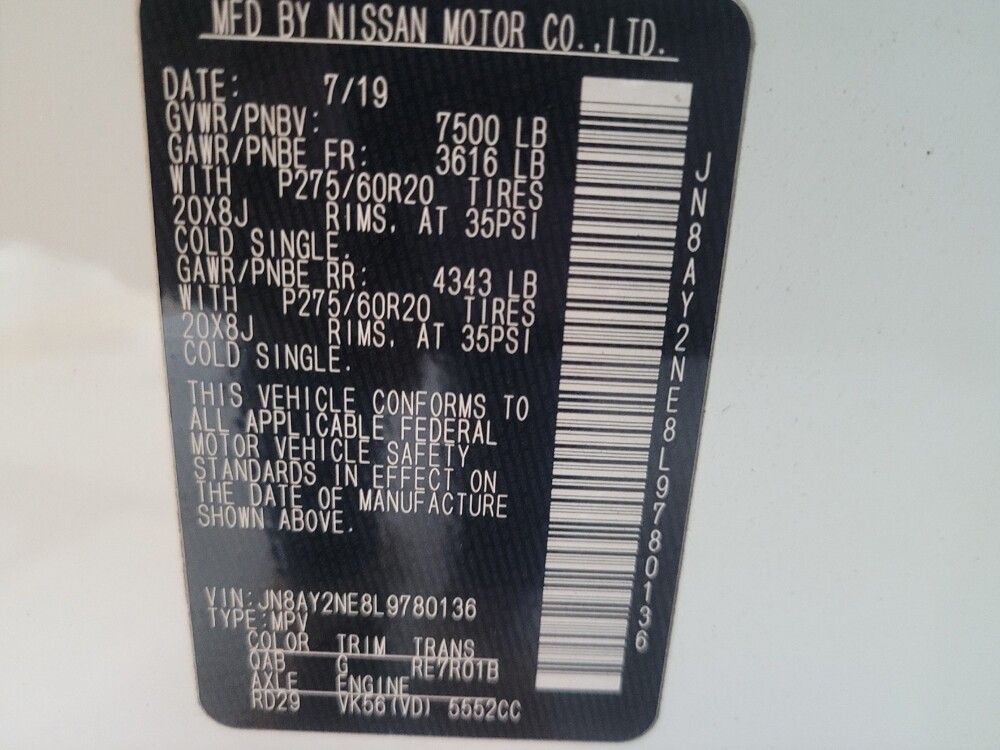 MFD BY NISSAN MOTOR CO.,LTD.
DATE: 7/19
GVWR/PNBV: 7500 LB
GAWR/PNBE FR: 3616 LB
WITH P275/60R20 TIRES
20X8J RIMS. AT 35PSI
COLD SINGLE.
GAWR/PNBE RR: 4343 LB
WITH P275/60R20 TIRES
20X8J RIMS. AT 35PSI
COLD SINGLE.
THIS VEHICLE CONFORMS TO
ALL APPLICABLE FEDERAL
MOTOR VEHICLE SAFETY
STANDARDS IN EFFECT ON
THE DATE OF MANUFACTURE
SHOWN ABOVE.
VIN:JN8AY2NE8L9780136
TYPE:MPV
COLOR TRIM TRANS
QAB G RE7R01B
AXLE ENGINE
RD29 VK56(VD) 5552CC
JN8AY2NE8L9780136